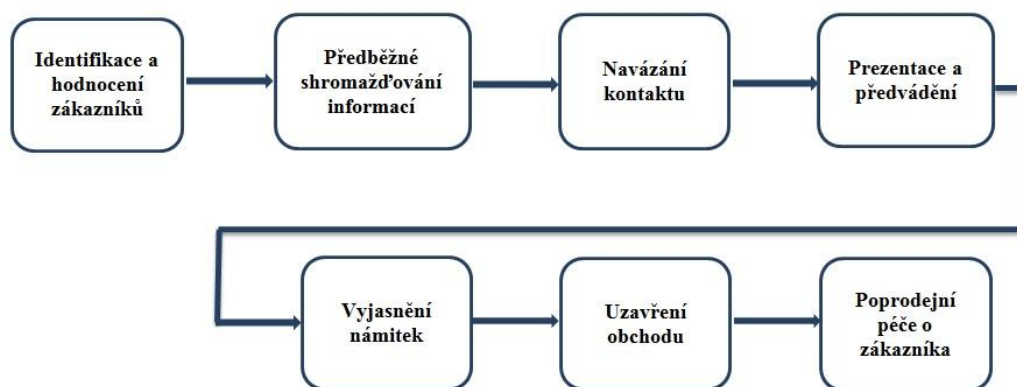 Identifikace a
hodnocení
zákazníků
Předběžné
shromažďování
informací
Navázání
kontaktu
Prezentace a
předvádění
Vyjasnění
námitek
Uzavření
obchodu
Poprodejní
péče o
zákazníka